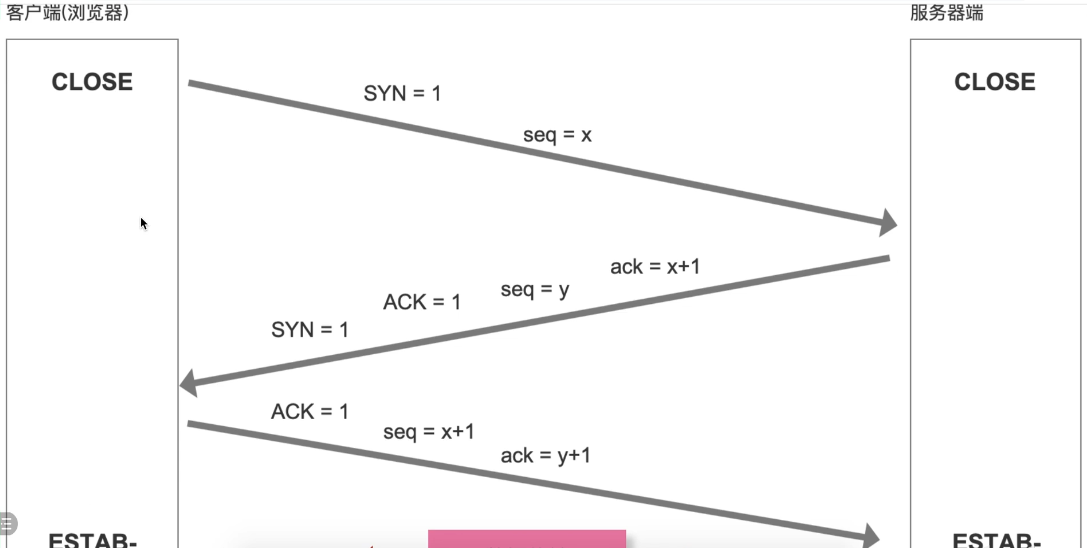 客户端(浏览器)
服务器端
CLOSE
CLOSE
SYN = 1
seq = x
ack = x+1
seq = y
ACK = 1
SYN = 1
ACK = 1
seq = x+1
ack = y+1
ESTAB-
ESTAB-